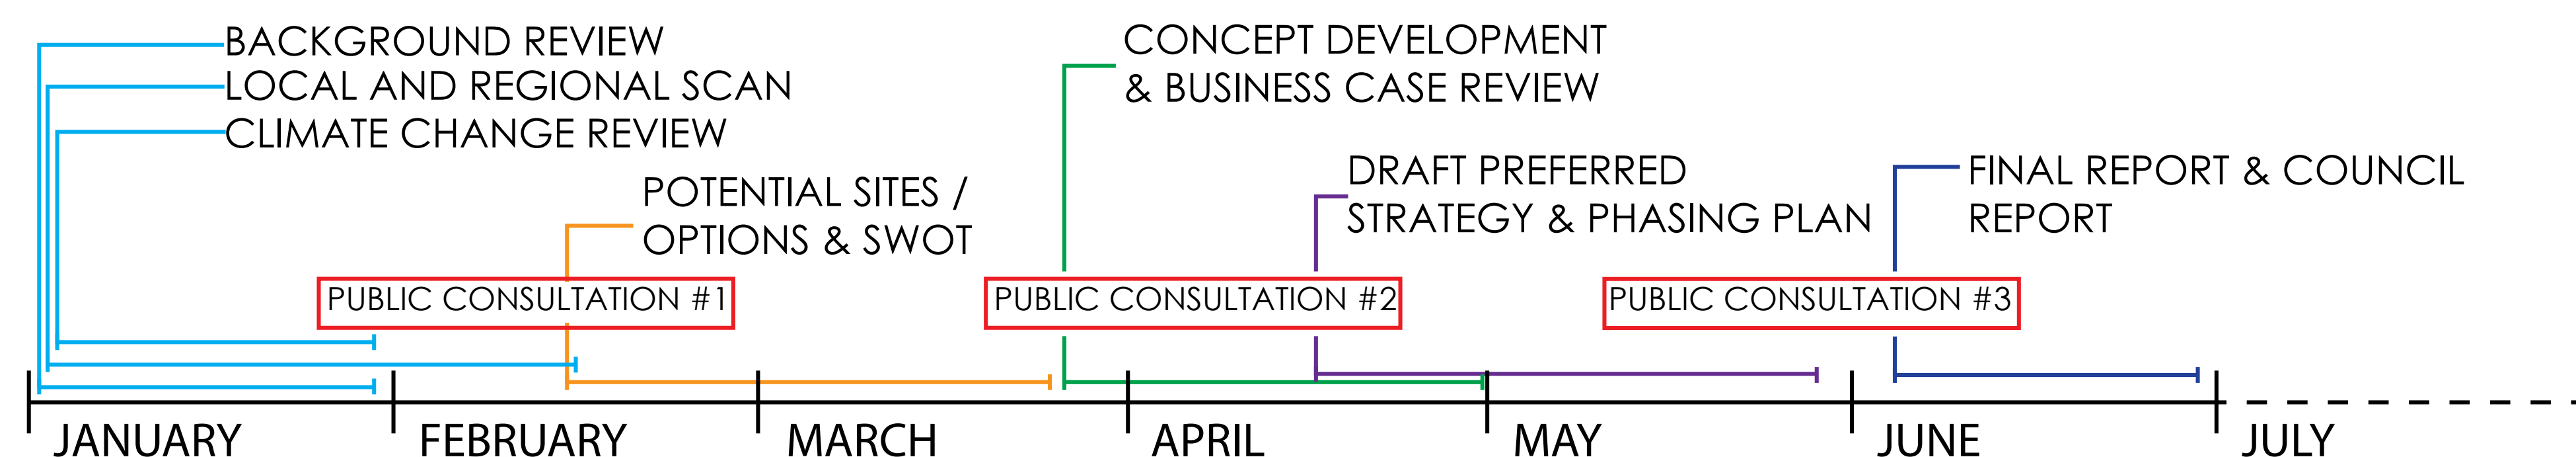 BACKGROUND REVIEW
LOCAL AND REGIONAL SCAN
CLIMATE CHANGE REVIEW
POTENTIAL SITES /
OPTIONS & SWOT
CONCEPT DEVELOPMENT
& BUSINESS CASE REVIEW
DRAFT PREFERRED
STRATEGY & PHASING PLAN
FINAL REPORT & COUNCIL
REPORT
PUBLIC CONSULTATION #1
PUBLIC CONSULTATION #2
PUBLIC CONSULTATION #3
JANUARY
FEBRUARY
MARCH
APRIL
MAY
JUNE
JULY